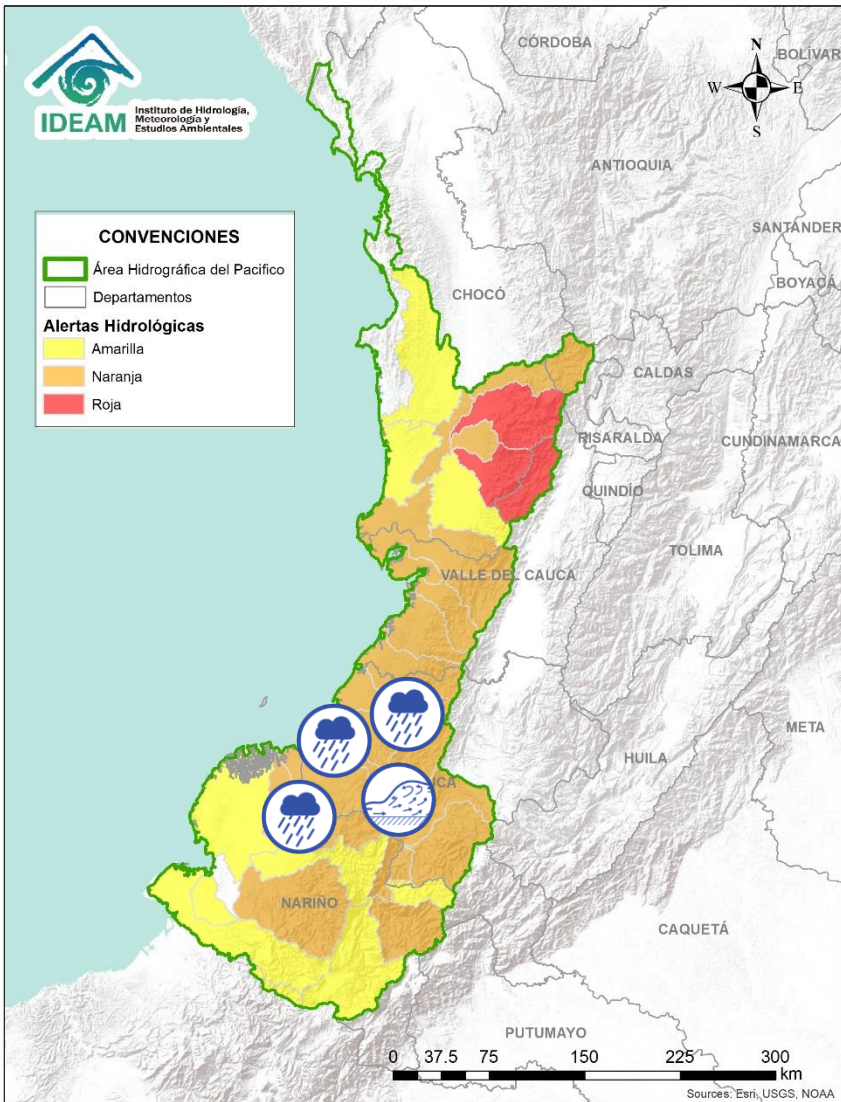 IDEAM
Instituto de Hidrología,
Meteorología y
Estudios Ambientales
N
W E
S
CÓRDOBA
BOLÍVAR
ANTIOQUIA
SANTANDER
BOYACÁ
CHOCÓ
CALDAS
RISARALDA
CUNDINAMARCA
QUINDÍO
TOLIMA
VALLE DEL CAUCA
META
HUILA
NARIÑO
CAQUETÁ
PUTUMAYO
CONVENCIONES
Área Hidrográfica del Pacifico
Departamentos
Alertas Hidrológicas
Amarilla
Naranja
Roja
0 37.5 75 150 225 300
km
Sources: Esri, USGS, NOAA